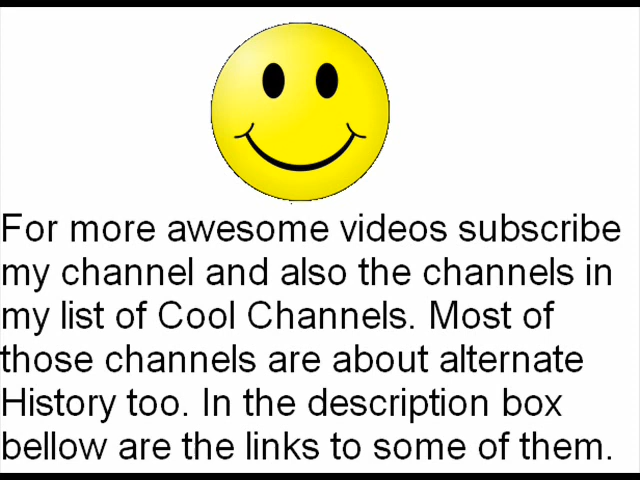 For more awesome videos subscribe
my channel and also the channels in
my list of Cool Channels. Most of
those channels are about alternate
History too. In the description box
bellow are the links to some of them.